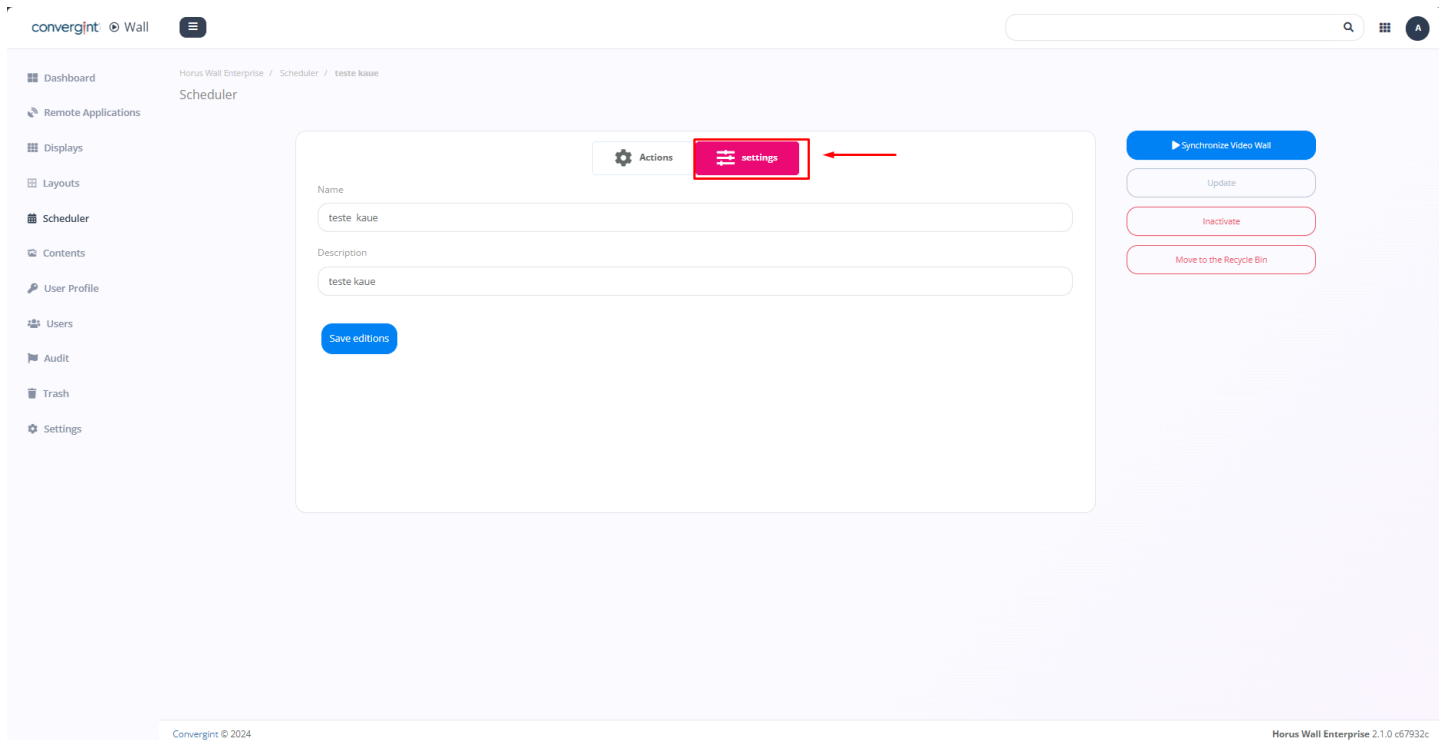 convergint Wall
A
Dashboard
Remote Applications
Displays
Layouts
Scheduler
Contents
User Profile
Users
Audit
Trash
Settings
Horus Wall Enterprise / Scheduler / teste kaue
Scheduler
Actions
settings
Name
teste  kaue
Description
teste kaue
Save editions
Synchronize Video Wall
Update
Inactivate
Move to the Recycle Bin
Convergint © 2024
Horus Wall Enterprise 2.1.0 c67932c